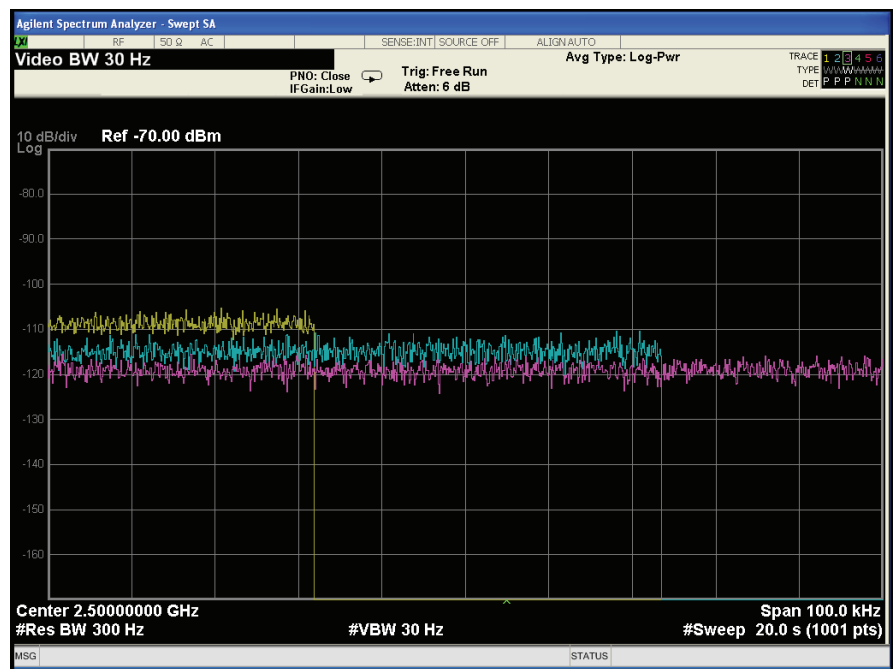 Agilent Spectrum Analyzer - Swept SA
LXI RF 50 Ω AC SENSE:INT SOURCE OFF ALIGN AUTO
Video BW 30 Hz
PNO: Close
IFGain:Low
Trig: Free Run
Atten: 6 dB
Avg Type: Log-Pwr
TRACE 1 2 3 4 5 6
TYPE
DET P P P N N N
10 dB/div Ref -70.00 dBm
Log
-80.0
-90.0
-100
-110
-120
-130
-140
-150
-160
Center 2.50000000 GHz Span 100.0 kHz
#Res BW 300 Hz #VBW 30 Hz #Sweep 20.0 s (1001 pts)
MSG STATUS